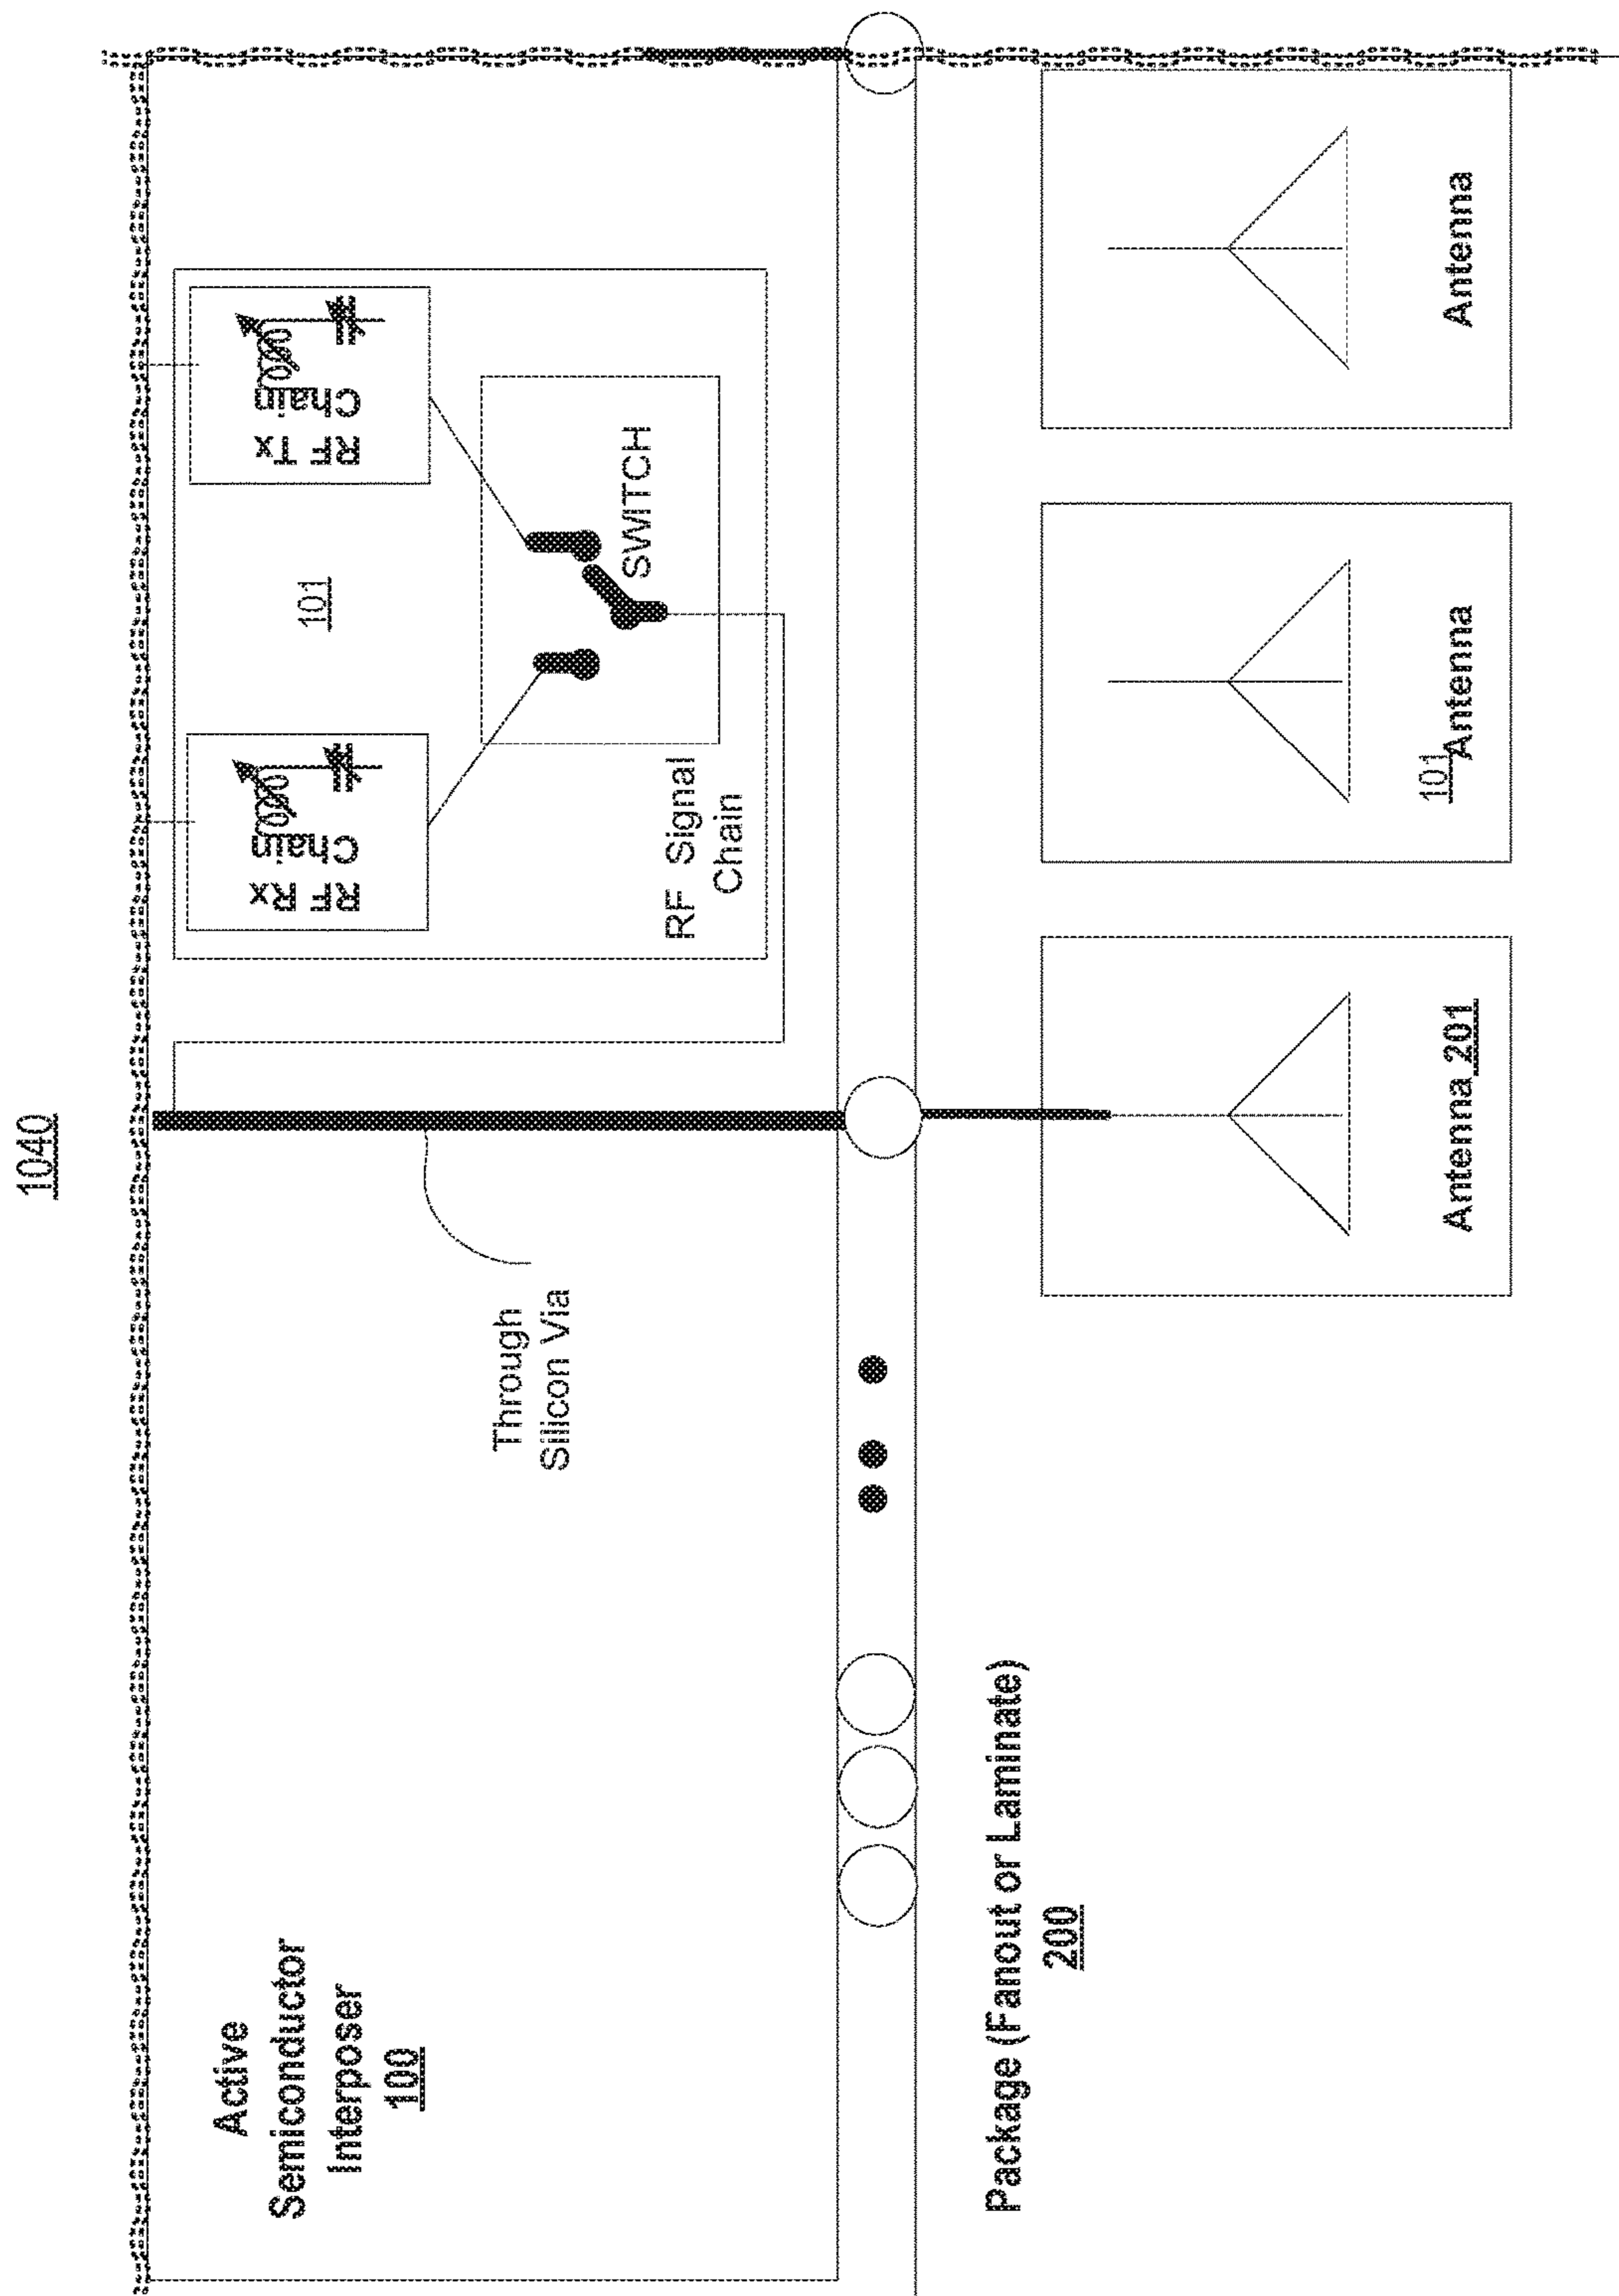 1040
Active
Semiconductor
Interposer
100
Through
Silicon Via
RF Rx
Chain
RF Tx
Chain
101
SWITCH
RF Signal
Chain
Package (Fanout or Laminate)
200
Antenna 201
101
Antenna
Antenna